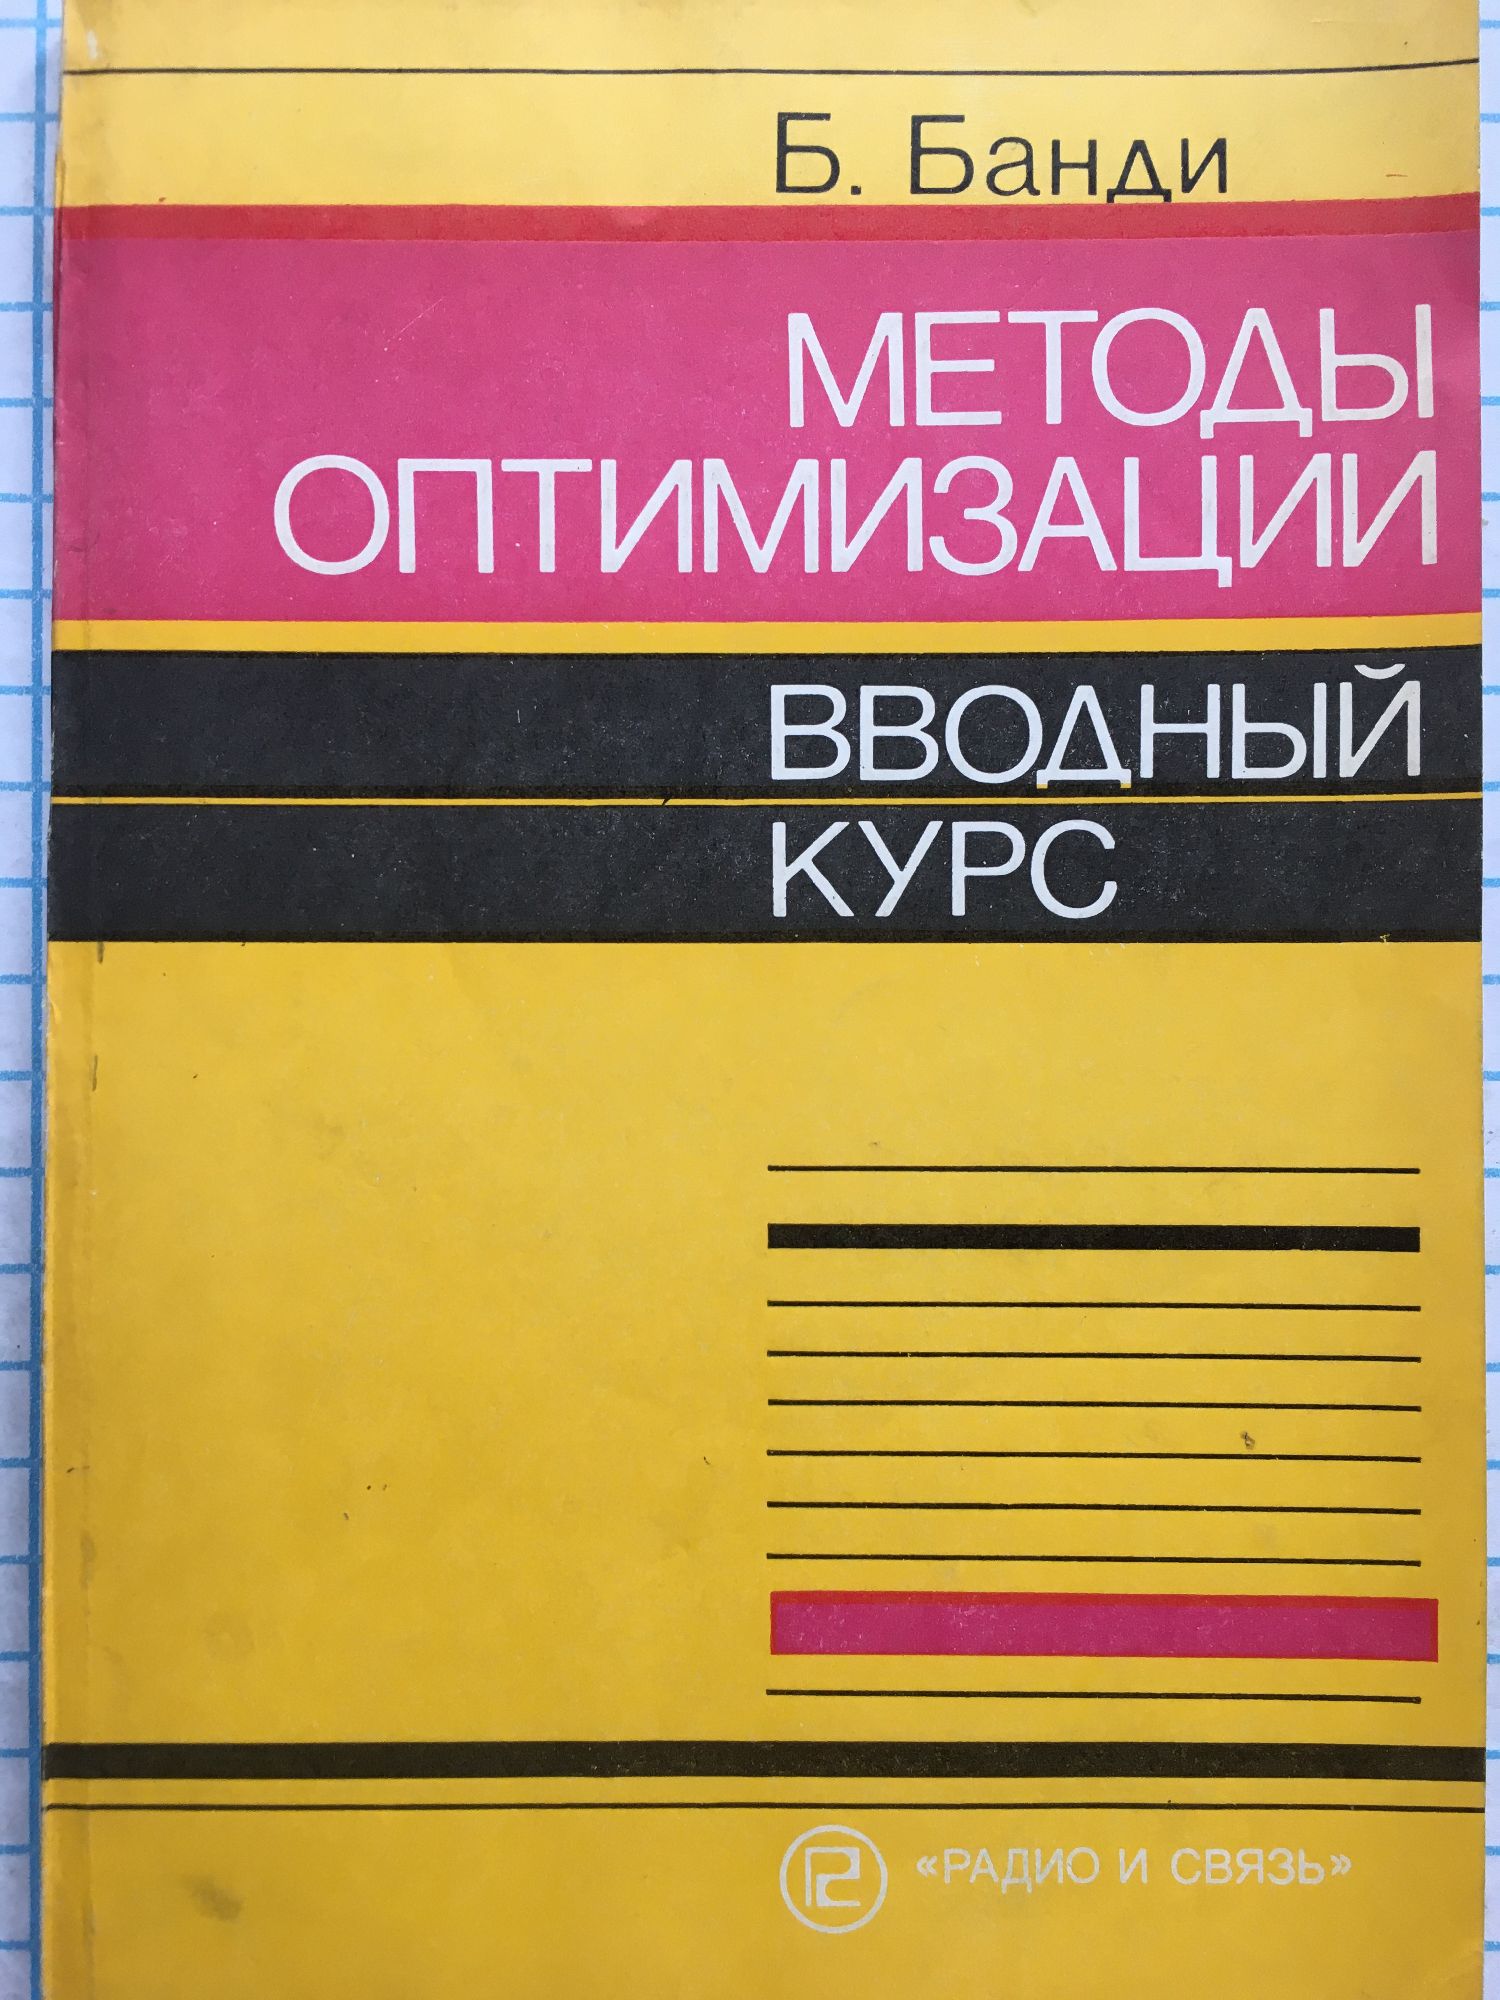 Б. Банди
МЕТОДЫ
ОПТИМИЗАЦИИ
ВВОДНЫЙ
КУРС
«РАДИО И СВЯЗЬ»